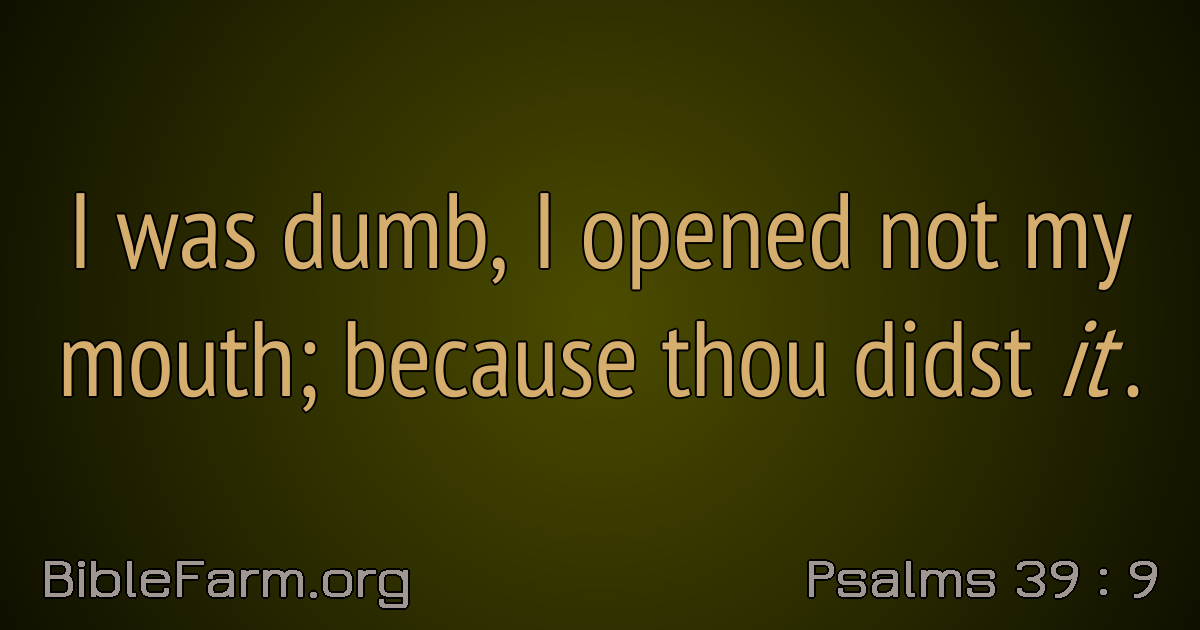 I was dumb, I opened not my
mouth; because thou didst it.
BibleFarm.org
Psalms 39 : 9